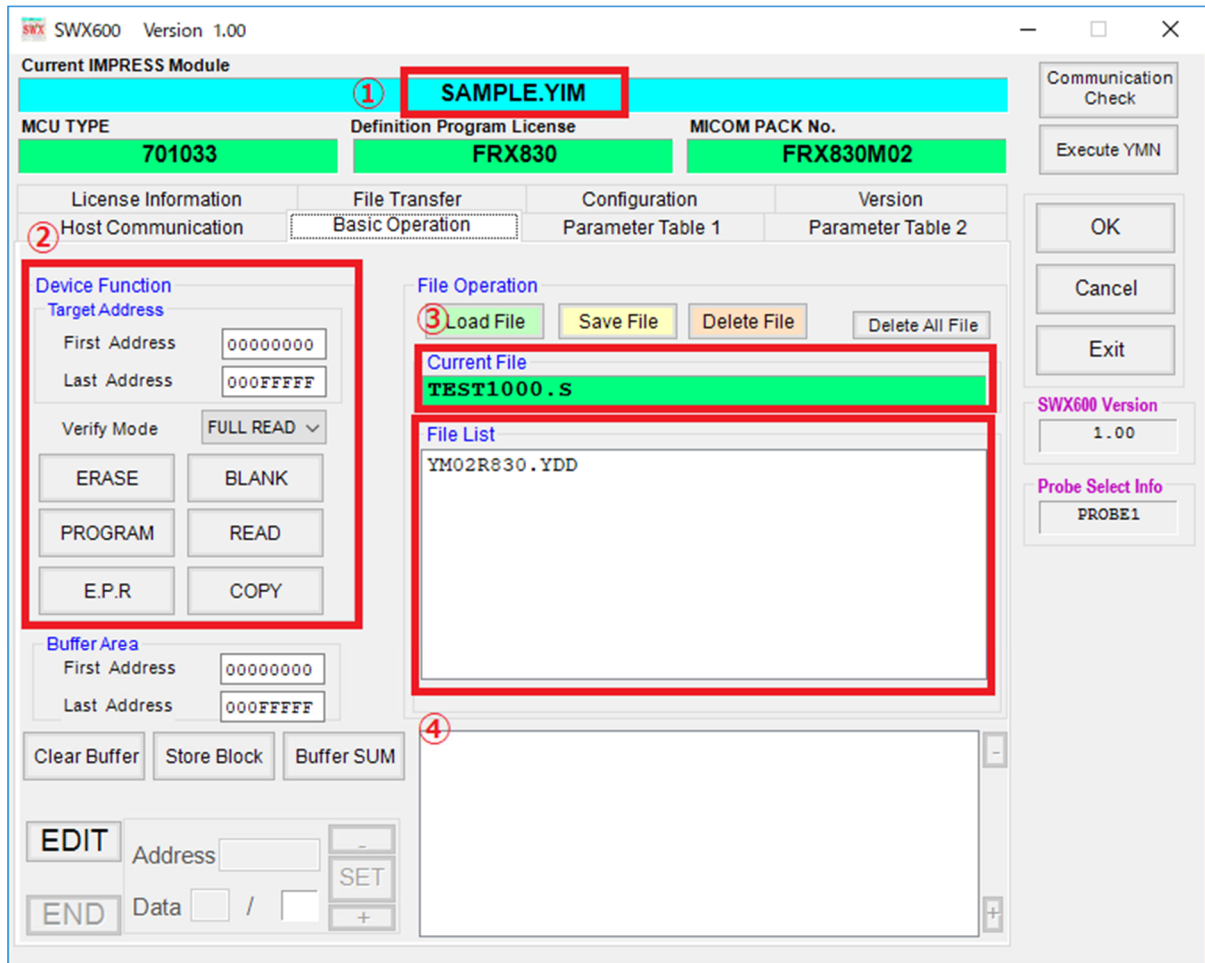 SWX SWX600 Version 1.00
Current IMPRESS Module
① SAMPLE.YIM
Communication
Check
MCU TYPE Definition Program License MICOM PACK No.
701033 FRX830 FRX830M02
Execute YMN
License Information File Transfer Configuration Version
② Host Communication Basic Operation Parameter Table 1 Parameter Table 2
OK
Cancel
Exit
SWX600 Version
1.00
Probe Select Info
PROBE1
Device Function
Target Address
First Address 00000000
Last Address 000FFFFF
Verify Mode FULL READ
ERASE BLANK
PROGRAM READ
E.P.R COPY
Buffer Area
First Address 00000000
Last Address 000FFFFF
Clear Buffer Store Block Buffer SUM
File Operation
③ Load File Save File Delete File Delete All File
Current File
TEST1000.S
File List
YM02R830.YDD
④
-
+
EDIT Address -
SET
END Data / +